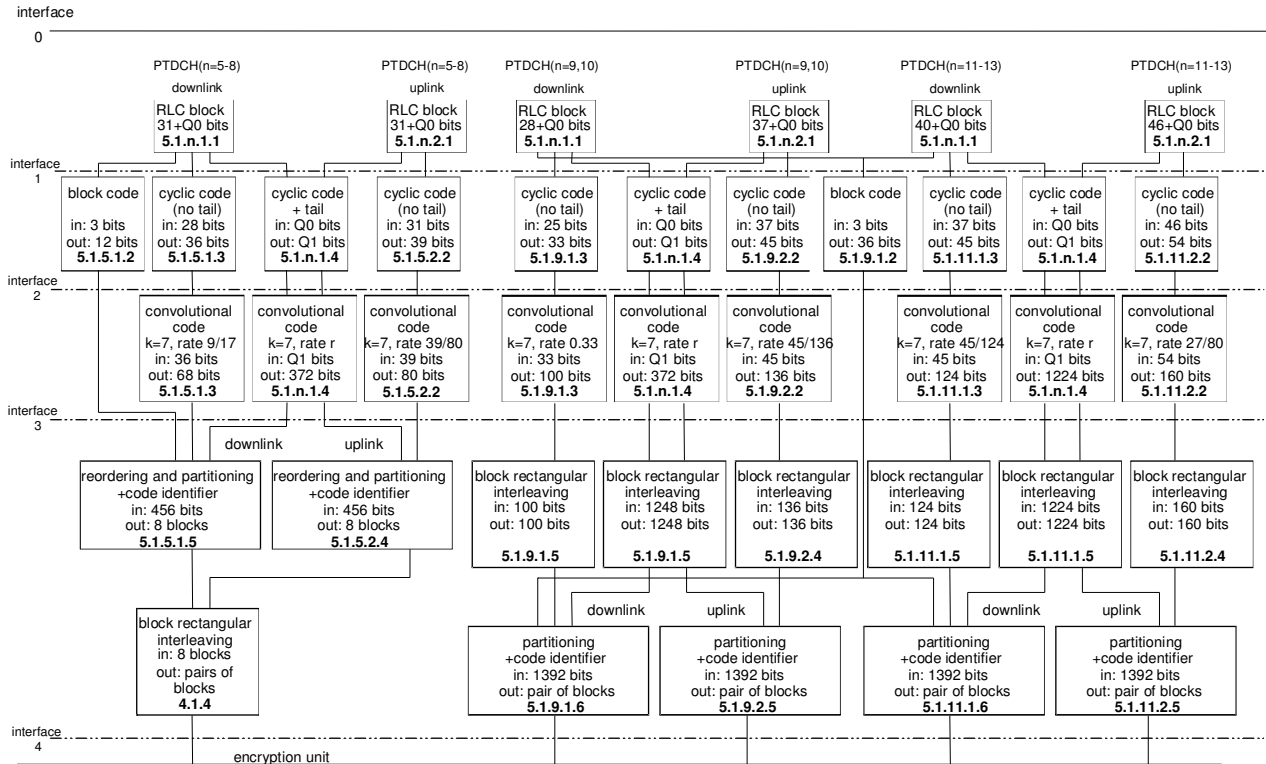 interface
0
PTDCH(n=5-8)
downlink
PTDCH(n=5-8)
uplink
PTDCH(n=9,10)
downlink
PTDCH(n=9,10)
uplink
PTDCH(n=11-13)
downlink
PTDCH(n=11-13)
uplink
RLC block
31+Q0 bits
5.1.n.1.1
RLC block
31+Q0 bits
5.1.n.2.1
RLC block
28+Q0 bits
5.1.n.1.1
RLC block
37+Q0 bits
5.1.n.2.1
RLC block
40+Q0 bits
5.1.n.1.1
RLC block
46+Q0 bits
5.1.n.2.1
interface
1
block code
in: 3 bits
out: 12 bits
5.1.5.1.2
cyclic code
(no tail)
in: 28 bits
out: 36 bits
5.1.5.1.3
cyclic code
+ tail
in: Q0 bits
out: Q1 bits
5.1.n.1.4
cyclic code
(no tail)
in: 31 bits
out: 39 bits
5.1.5.2.2
cyclic code
(no tail)
in: 25 bits
out: 33 bits
5.1.9.1.3
cyclic code
+ tail
in: Q0 bits
out: Q1 bits
5.1.n.1.4
cyclic code
(no tail)
in: 37 bits
out: 45 bits
5.1.9.2.2
block code
in: 3 bits
out: 36 bits
5.1.9.1.2
cyclic code
(no tail)
in: 37 bits
out: 45 bits
5.1.11.1.3
cyclic code
+ tail
in: Q0 bits
out: Q1 bits
5.1.n.1.4
cyclic code
(no tail)
in: 46 bits
out: 54 bits
5.1.11.2.2
interface
2
convolutional
code
k=7, rate 9/17
in: 36 bits
out: 68 bits
5.1.5.1.3
convolutional
code
k=7, rate r
in: Q1 bits
out: 372 bits
5.1.n.1.4
convolutional
code
k=7, rate 39/80
in: 39 bits
out: 80 bits
5.1.5.2.2
convolutional
code
k=7, rate 0.33
in: 33 bits
out: 100 bits
5.1.9.1.3
convolutional
code
k=7, rate r
in: Q1 bits
out: 372 bits
5.1.n.1.4
convolutional
code
k=7, rate 45/136
in: 45 bits
out: 136 bits
5.1.9.2.2
convolutional
code
k=7, rate 45/124
in: 45 bits
out: 124 bits
5.1.11.1.3
convolutional
code
k=7, rate r
in: Q1 bits
out: 1224 bits
5.1.n.1.4
convolutional
code
k=7, rate 27/80
in: 54 bits
out: 160 bits
5.1.11.2.2
interface
3
downlink
uplink
reordering and partitioning
+code identifier
in: 456 bits
out: 8 blocks
5.1.5.1.5
reordering and partitioning
+code identifier
in: 456 bits
out: 8 blocks
5.1.5.2.4
block rectangular
interleaving
in: 100 bits
out: 100 bits
5.1.9.1.5
block rectangular
interleaving
in: 1248 bits
out: 1248 bits
5.1.9.1.5
block rectangular
interleaving
in: 136 bits
out: 136 bits
5.1.9.2.4
block rectangular
interleaving
in: 124 bits
out: 124 bits
5.1.11.1.5
block rectangular
interleaving
in: 1224 bits
out: 1224 bits
5.1.11.1.5
block rectangular
interleaving
in: 160 bits
out: 160 bits
5.1.11.2.4
downlink
uplink
downlink
uplink
block rectangular
interleaving
in: 8 blocks
out: pairs of
blocks
4.1.4
partitioning
+code identifier
in: 1392 bits
out: pair of blocks
5.1.9.1.6
partitioning
+code identifier
in: 1392 bits
out: pair of blocks
5.1.9.2.5
partitioning
+code identifier
in: 1392 bits
out: pair of blocks
5.1.11.1.6
partitioning
+code identifier
in: 1392 bits
out: pair of blocks
5.1.11.2.5
interface
4
encryption unit